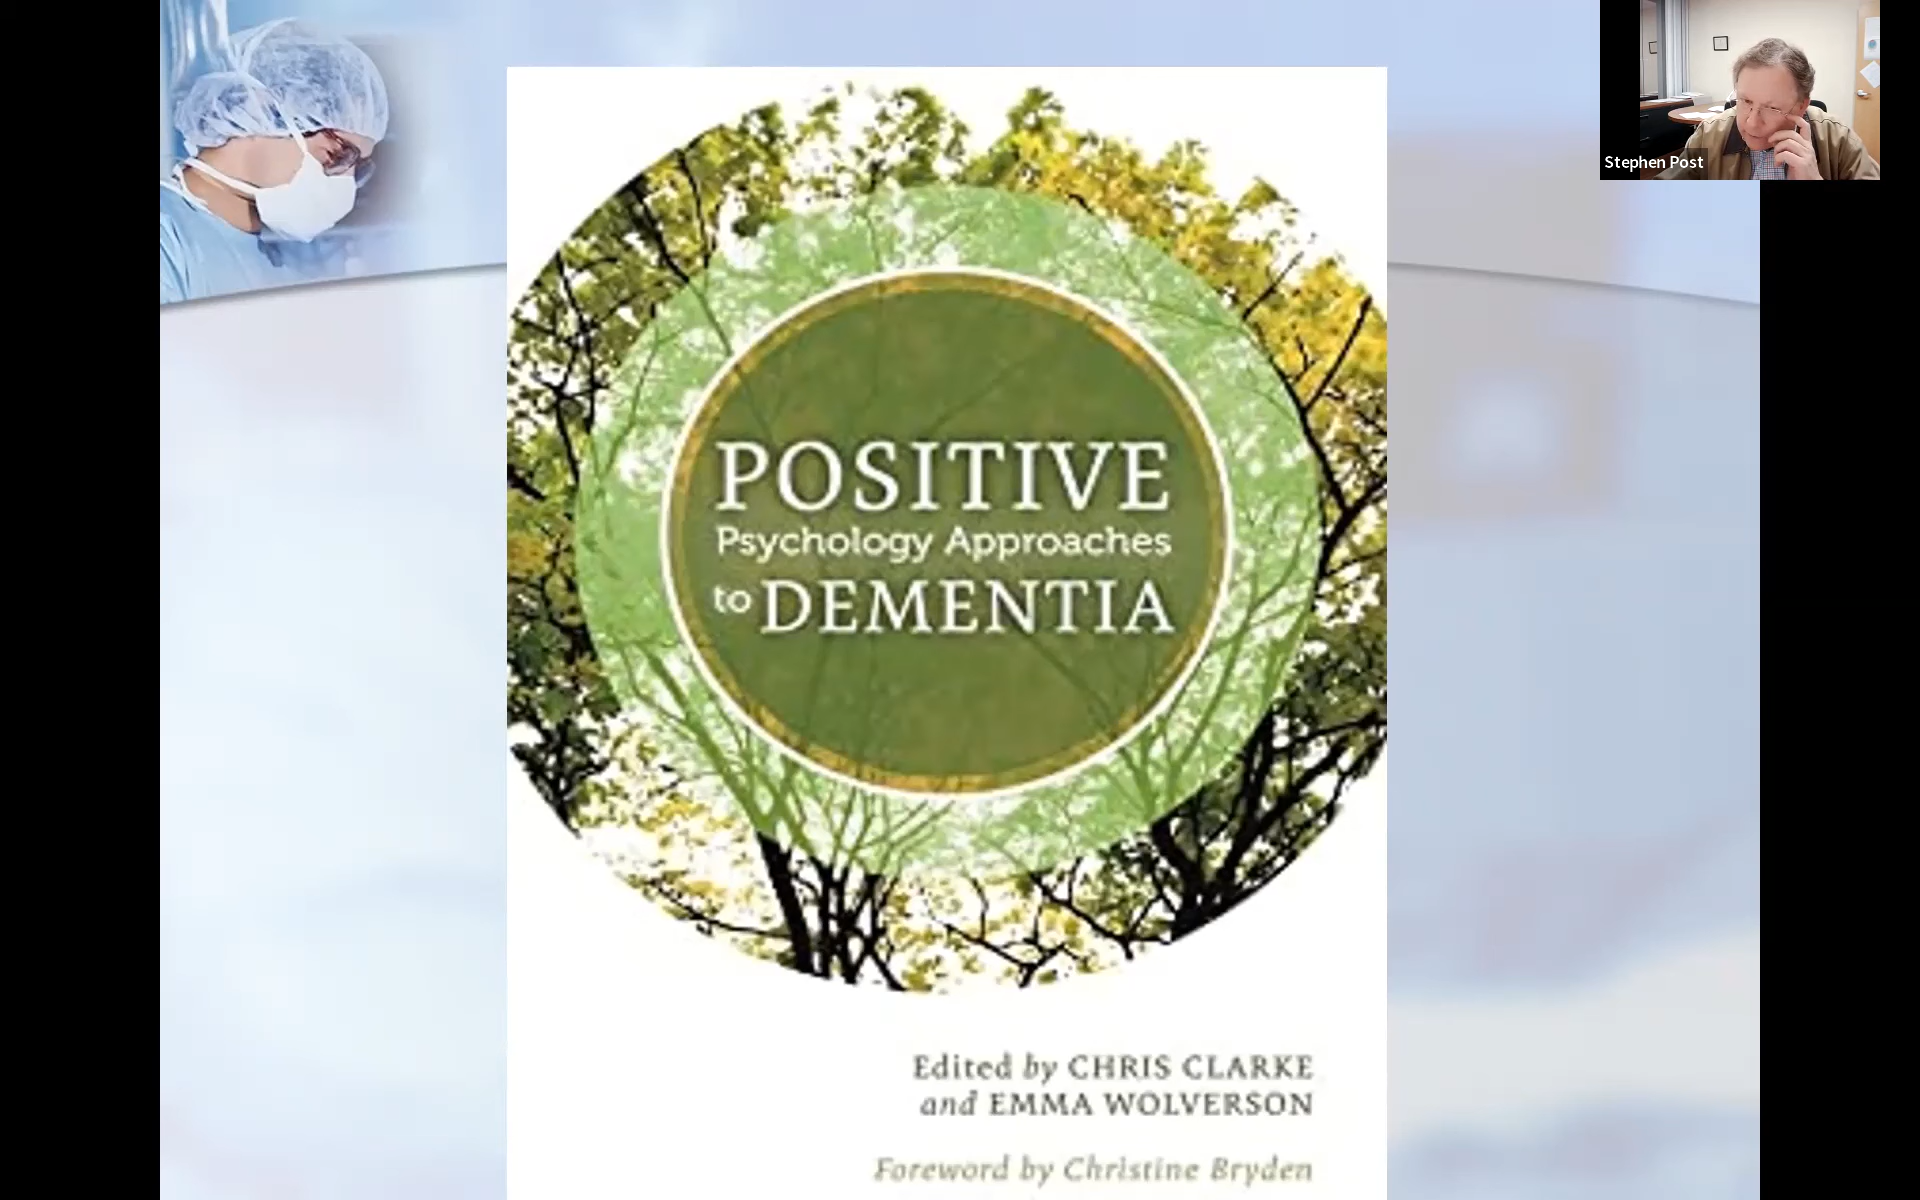 Stephen Post
POSITIVE
Psychology Approaches
to DEMENTIA
Edited by CHRIS CLARKE
and EMMA WOLVERSON
Foreword by Christine Bryden